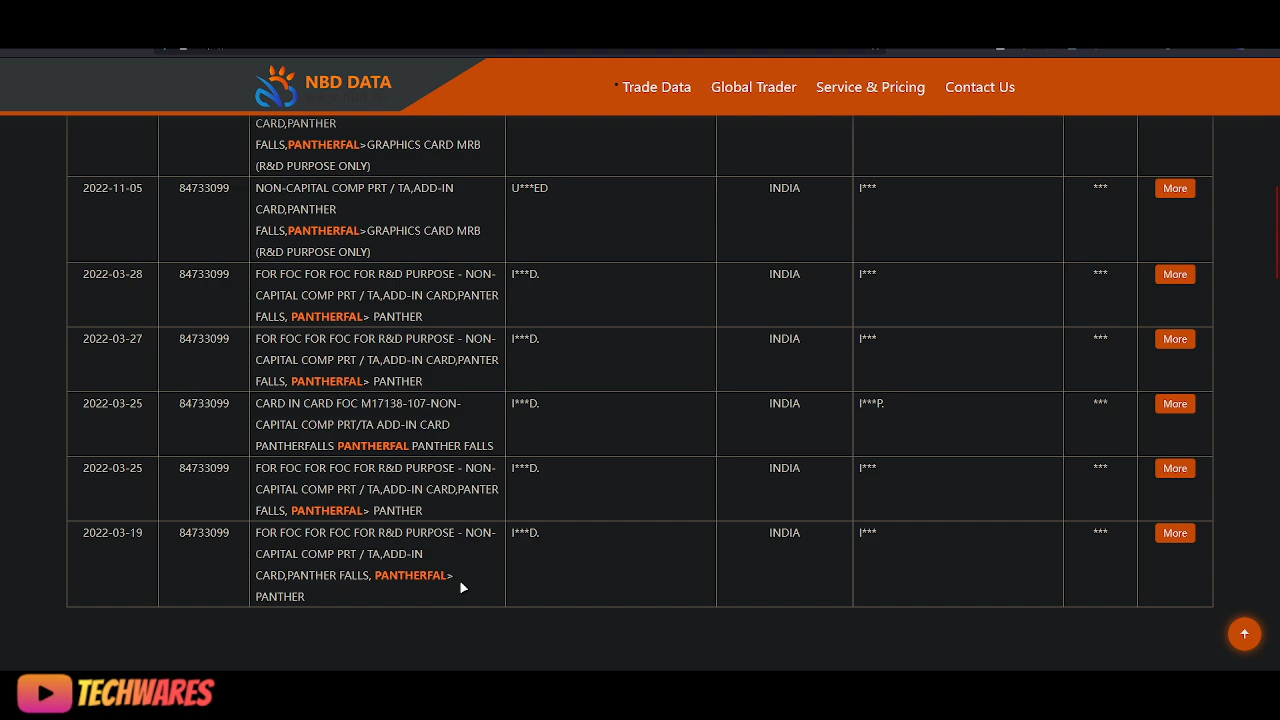 NBD DATA
Trade Data Global Trader Service & Pricing Contact Us
CARD,PANTHER
FALLS,PANTHERFAL>GRAPHICS CARD MRB
(R&D PURPOSE ONLY)
2022-11-05 84733099 NON-CAPITAL COMP PRT / TA,ADD-IN U***ED INDIA I*** *** More
CARD,PANTHER
FALLS,PANTHERFAL>GRAPHICS CARD MRB
(R&D PURPOSE ONLY)
2022-03-28 84733099 FOR FOC FOR FOC FOR R&D PURPOSE - NON- I***D. INDIA I*** *** More
CAPITAL COMP PRT / TA,ADD-IN CARD,PANTER
FALLS, PANTHERFAL> PANTHER
2022-03-27 84733099 FOR FOC FOR FOC FOR R&D PURPOSE - NON- I***D. INDIA I*** *** More
CAPITAL COMP PRT / TA,ADD-IN CARD,PANTER
FALLS, PANTHERFAL> PANTHER
2022-03-25 84733099 CARD IN CARD FOC M17138-107-NON- I***D. INDIA I***P. *** More
CAPITAL COMP PRT/TA ADD-IN CARD
PANTHERFALLS PANTHERFAL PANTHER FALLS
2022-03-25 84733099 FOR FOC FOR FOC FOR R&D PURPOSE - NON- I***D. INDIA I*** *** More
CAPITAL COMP PRT / TA,ADD-IN CARD,PANTER
FALLS, PANTHERFAL> PANTHER
2022-03-19 84733099 FOR FOC FOR FOC FOR R&D PURPOSE - NON- I***D. INDIA I*** *** More
CAPITAL COMP PRT / TA,ADD-IN
CARD,PANTHER FALLS, PANTHERFAL>
PANTHER
TECHWARES